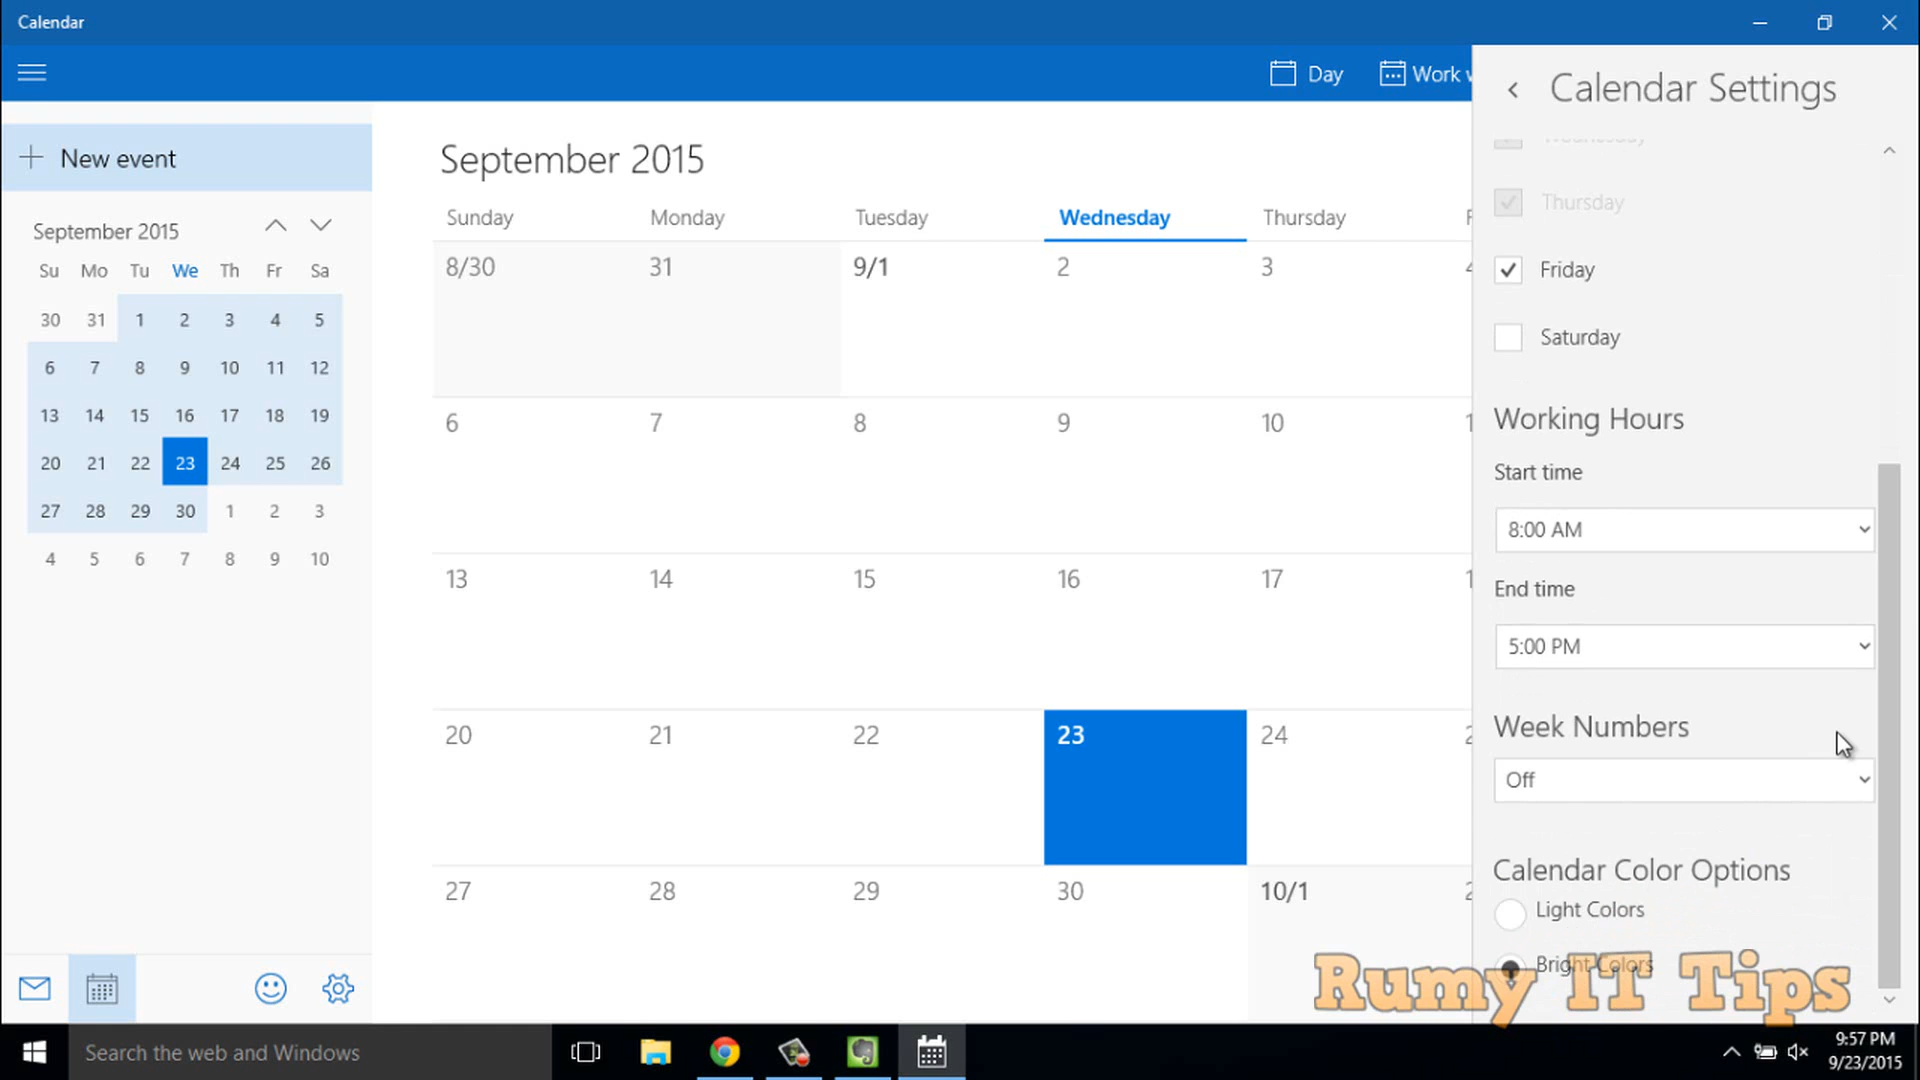 Calendar
Day
Work w
Calendar Settings
New event
September 2015
Su Mo Tu We Th Fr Sa
30 31 1 2 3 4 5
6 7 8 9 10 11 12
13 14 15 16 17 18 19
20 21 22 23 24 25 26
27 28 29 30 1 2 3
4 5 6 7 8 9 10
September 2015
Sunday Monday Tuesday Wednesday Thursday F
8/30 31 9/1 2 3 4
6 7 8 9 10 1
13 14 15 16 17 1
20 21 22 23 24 2
27 28 29 30 10/1 2
Wednesday
Thursday
Friday
Saturday
Working Hours
Start time
8:00 AM
End time
5:00 PM
Week Numbers
Off
Calendar Color Options
Light Colors
Bright Colors
Rumy IT Tips
Search the web and Windows
9:57 PM
9/23/2015